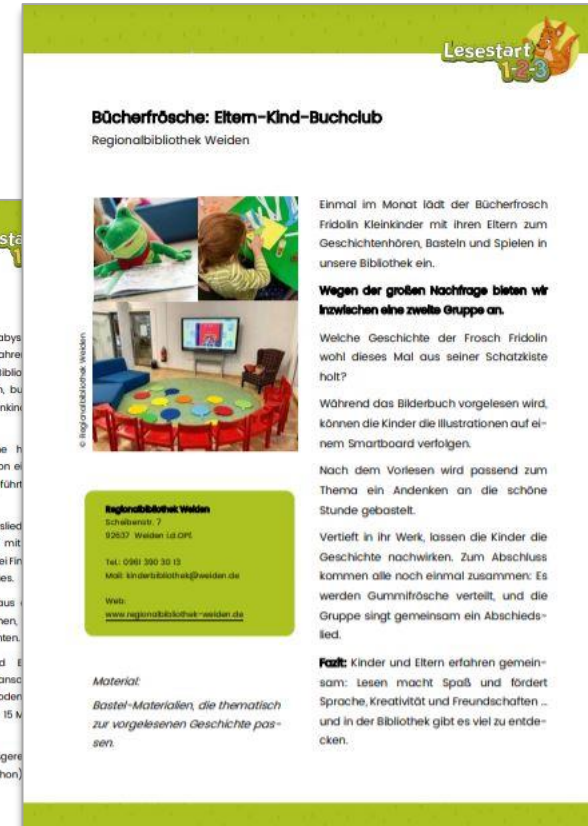 Lesestart
1-2-3
Bücherfrösche: Eltern-Kind-Buchclub
Regionalbibliothek Weiden
© Regionalbibliothek Weiden
Regionalbibliothek Weiden
Scheibenstr. 7
92637 Weiden i.d.OPf.
Tel.: 0961 390 30 13
Mail: kinderbibliothek@weiden.de
Web:
www.regionalbibliothek-weiden.de
Material:
Bastel-Materialien, die thematisch
zur vorgelesenen Geschichte pas-
sen.
Einmal im Monat lädt der Bücherfrosch
Fridolin Kleinkinder mit ihren Eltern zum
Geschichtenhören, Basteln und Spielen in
unsere Bibliothek ein.
Wegen der großen Nachfrage bieten wir
inzwischen eine zweite Gruppe an.
Welche Geschichte der Frosch Fridolin
wohl dieses Mal aus seiner Schatzkiste
holt?
Während das Bilderbuch vorgelesen wird,
können die Kinder die Illustrationen auf ei-
nem Smartboard verfolgen.
Nach dem Vorlesen wird passend zum
Thema ein Andenken an die schöne
Stunde gebastelt.
Vertieft in ihr Werk, lassen die Kinder die
Geschichte nachwirken. Zum Abschluss
kommen alle noch einmal zusammen: Es
werden Gummifrösche verteilt, und die
Gruppe singt gemeinsam ein Abschieds-
lied.
Fazit: Kinder und Eltern erfahren gemein-
sam: Lesen macht Spaß und fördert
Sprache, Kreativität und Freundschaften …
und in der Bibliothek gibt es viel zu entde-
cken.